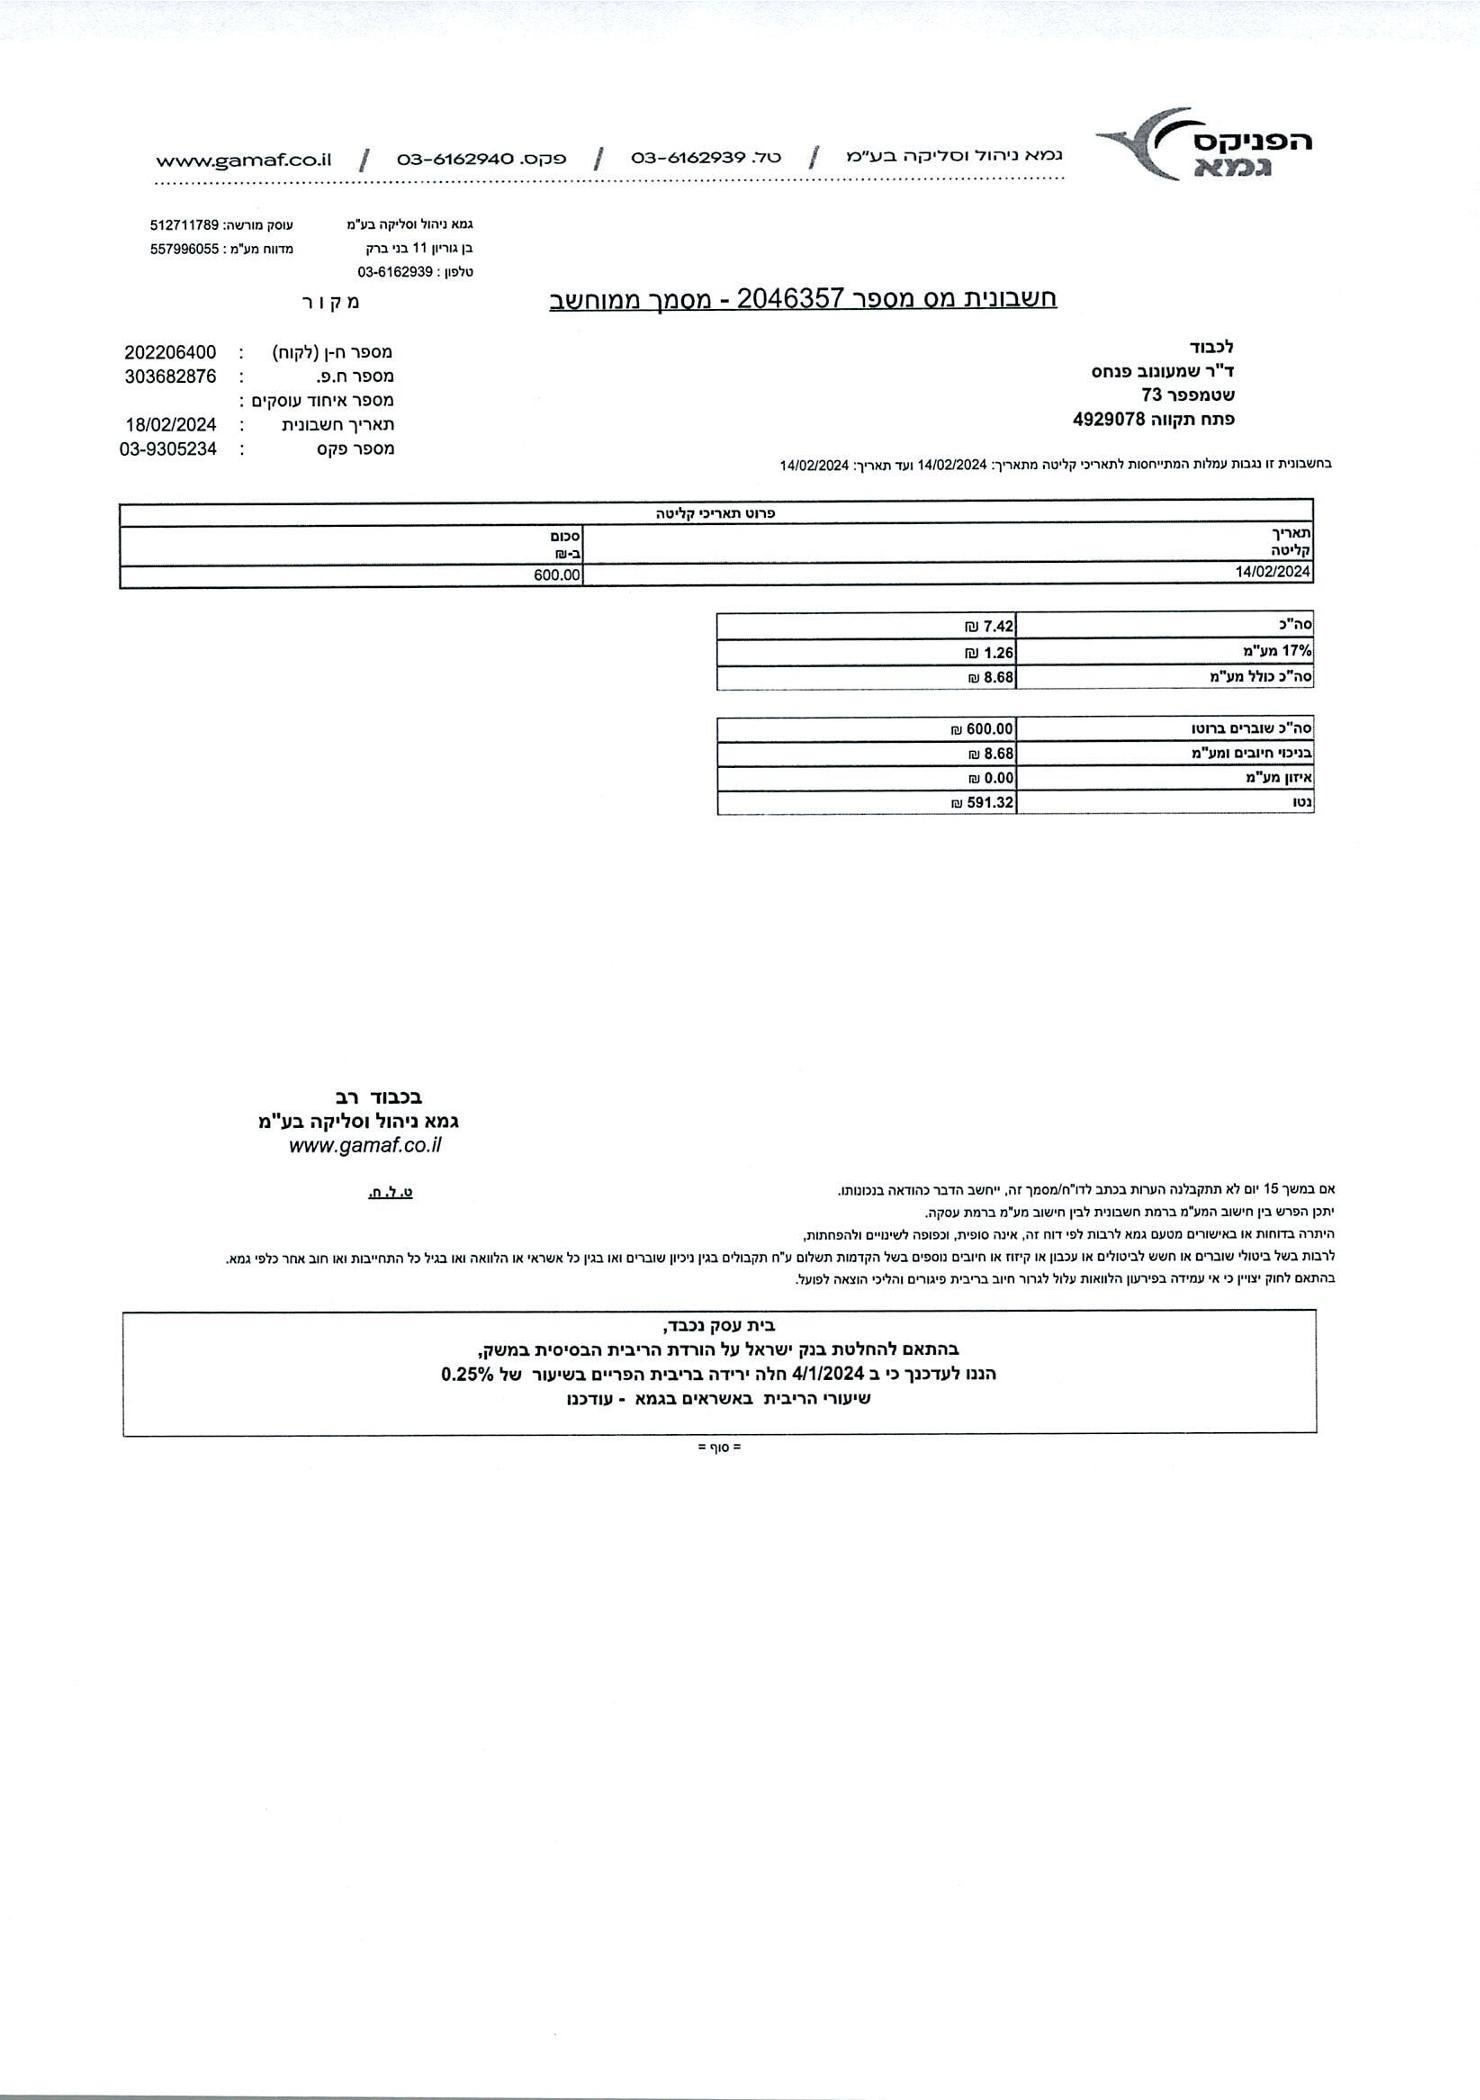 הפניקס
גמא
גמא ניהול וסליקה בע"מ / טל. 03-6162939 / פקס. 03-6162940 / www.gamaf.co.il
גמא ניהול וסליקה בע"מ עוסק מורשה: 512711789
בן גוריון 11 בני ברק מדווח מע"מ : 557996055
טלפון : 03-6162939
חשבונית מס מספר 2046357 - מסמך ממוחשב
מ ק ו ר
לכבוד
ד"ר שמעונוב פנחס
שטמפפר 73
פתח תקווה 4929078
מספר ח-ן (לקוח) : 202206400
מספר ח.פ. : 303682876
מספר איחוד עוסקים :
תאריך חשבונית : 18/02/2024
מספר פקס : 03-9305234
בחשבונית זו נגבות עמלות המתייחסות לתאריכי קליטה מתאריך: 14/02/2024 ועד תאריך: 14/02/2024
פרוט תאריכי קליטה
תאריך סכום
קליטה ב-₪
14/02/2024 600.00
סה"כ 7.42 ₪
17% מע"מ 1.26 ₪
סה"כ כולל מע"מ 8.68 ₪
סה"כ שוברים ברוטו 600.00 ₪
בניכוי חיובים ומע"מ 8.68 ₪
איזון מע"מ 0.00 ₪
נטו 591.32 ₪
בכבוד רב
גמא ניהול וסליקה בע"מ
www.gamaf.co.il
ט.ל.ח.
אם במשך 15 יום לא תתקבלנה הערות בכתב לדו"ח/מסמך זה, ייחשב הדבר כהודאה בנכונותו.
יתכן הפרש בין חישוב המע"מ ברמת חשבונית לבין חישוב מע"מ ברמת עסקה.
היתרה בדוחות או באישורים מטעם גמא לרבות לפי דוח זה, אינה סופית, וכפופה לשינויים ולהפחתות,
לרבות בשל ביטולי שוברים או חשש לביטולים או עכבון או קיזוז או חיובים נוספים בשל הקדמות תשלום ע"ח תקבולים בגין ניכיון שוברים ואו בגין כל אשראי או הלוואה ואו בגיל כל התחייבות ואו חוב אחר כלפי גמא.
בהתאם לחוק יצויין כי אי עמידה בפירעון הלוואות עלול לגרור חיוב בריבית פיגורים והליכי הוצאה לפועל.
בית עסק נכבד,
בהתאם להחלטת בנק ישראל על הורדת הריבית הבסיסית במשק,
הננו לעדכנך כי ב 4/1/2024 חלה ירידה בריבית הפריים בשיעור של 0.25%
שיעורי הריבית באשראים בגמא - עודכנו
= סוף =